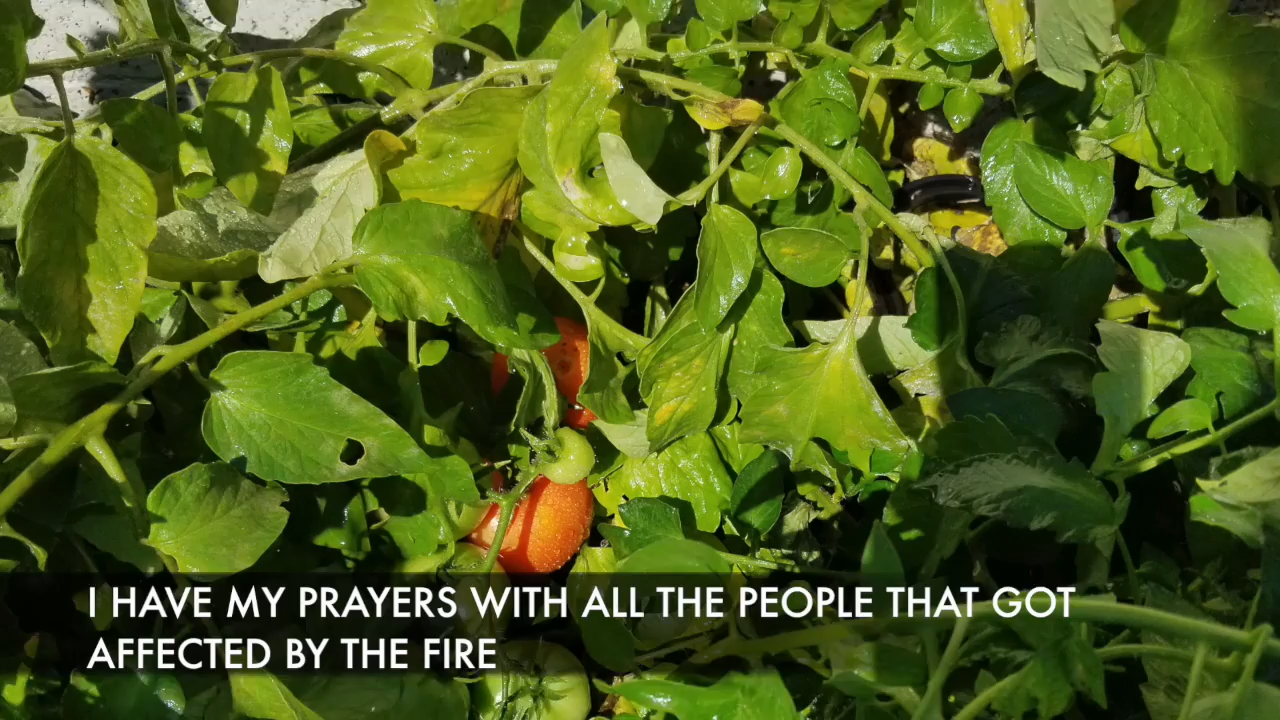 I HAVE MY PRAYERS WITH ALL THE PEOPLE THAT GOT
AFFECTED BY THE FIRE